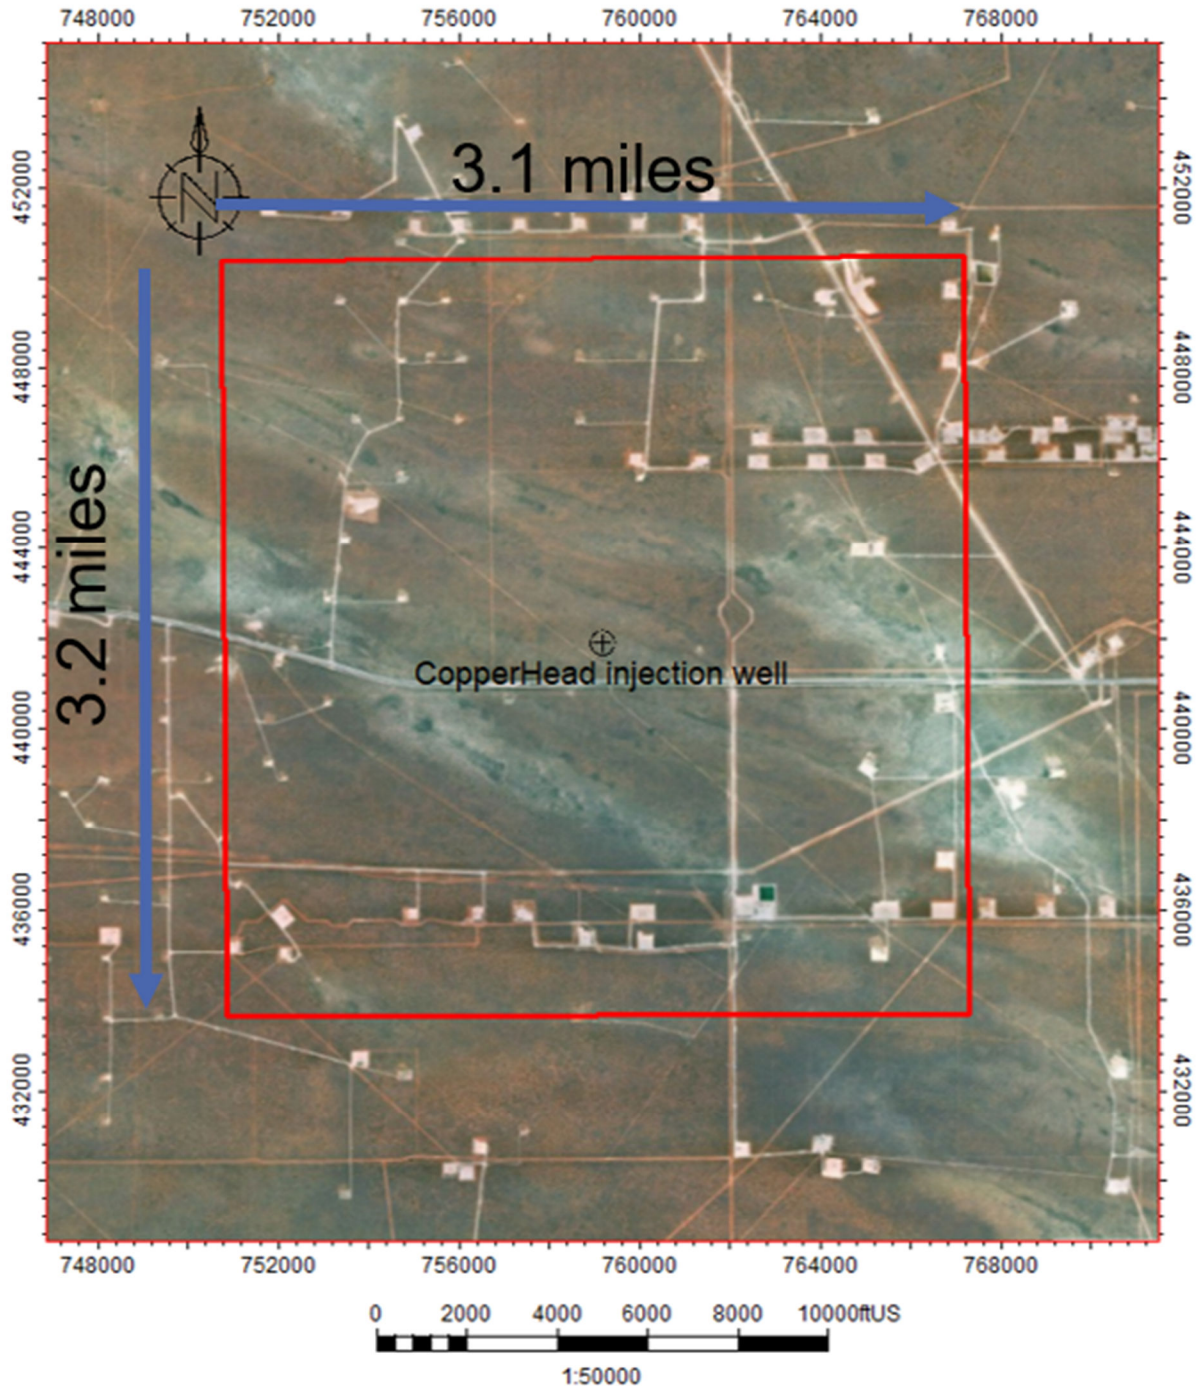 748000 752000 756000 760000 764000 768000
452000 452000
3.1 miles
N
448000 448000
444000 444000
3.2 miles
CopperHead injection well
440000 440000
436000 436000
432000 432000
748000 752000 756000 760000 764000 768000
0 2000 4000 6000 8000 10000ftUS
1:50000